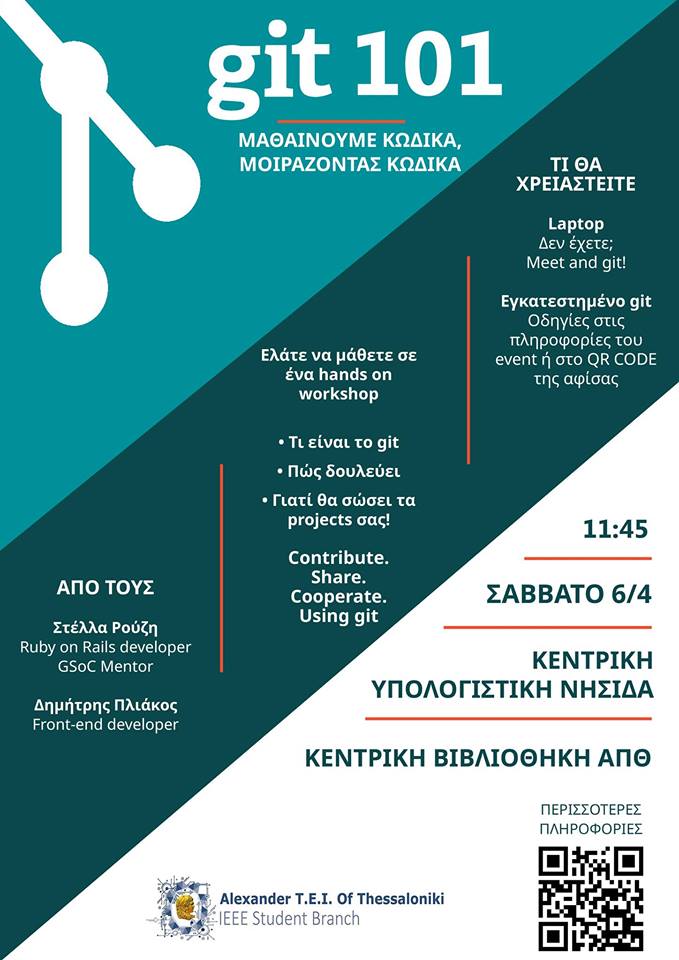 git 101
ΜΑΘΑΙΝΟΥΜΕ ΚΩΔΙΚΑ,
ΜΟΙΡΑΖΟΝΤΑΣ ΚΩΔΙΚΑ
ΤΙ ΘΑ
ΧΡΕΙΑΣΤΕΙΤΕ
Laptop
Δεν έχετε;
Meet and git!
Εγκατεστημένο git
Οδηγίες στις
πληροφορίες του
event ή στο QR CODE
της αφίσας
Ελάτε να μάθετε σε
ένα hands on
workshop
• Τι είναι το git
• Πώς δουλεύει
• Γιατί θα σώσει τα
projects σας!
Contribute.
Share.
Cooperate.
Using git
ΑΠΟ ΤΟΥΣ
Στέλλα Ρούζη
Ruby on Rails developer
GSoC Mentor
Δημήτρης Πλιάκος
Front-end developer
11:45
ΣΑΒΒΑΤΟ 6/4
ΚΕΝΤΡΙΚΗ
ΥΠΟΛΟΓΙΣΤΙΚΗ ΝΗΣΙΔΑ
ΚΕΝΤΡΙΚΗ ΒΙΒΛΙΟΘΗΚΗ ΑΠΘ
ΠΕΡΙΣΣΟΤΕΡΕΣ
ΠΛΗΡΟΦΟΡΙΕΣ
Alexander T.E.I. Of Thessaloniki
IEEE Student Branch